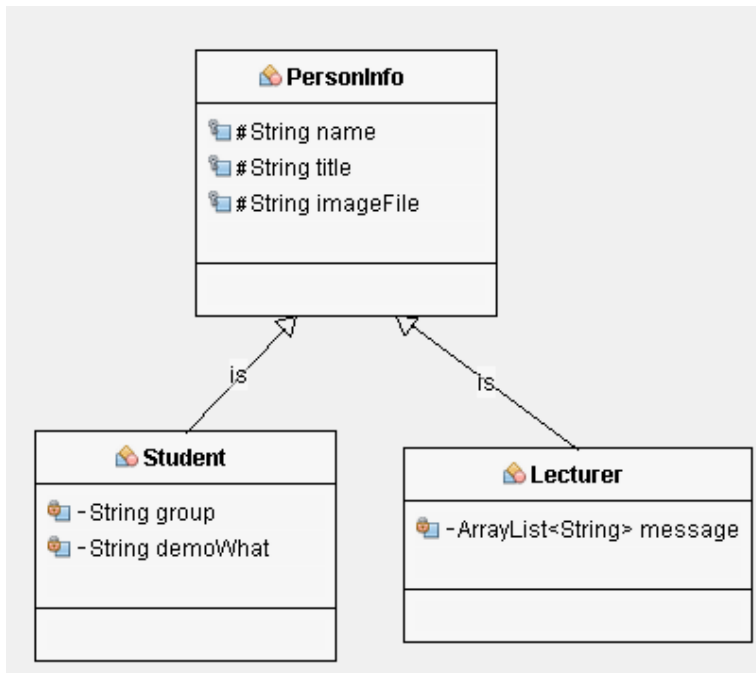 PersonInfo
#String name
#String title
#String imageFile
is
is
Student
-String group
-String demoWhat
Lecturer
-ArrayList<String> message